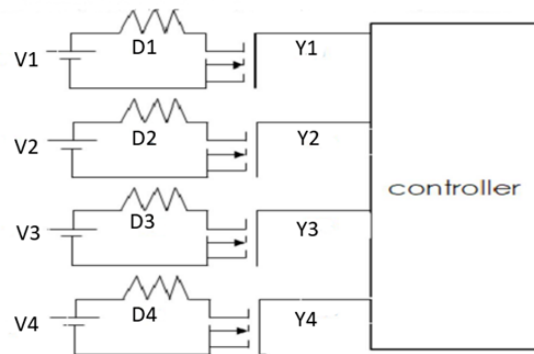 D1
V1 Y1
D2
V2 Y2
controller
D3
V3 Y3
D4
V4 Y4